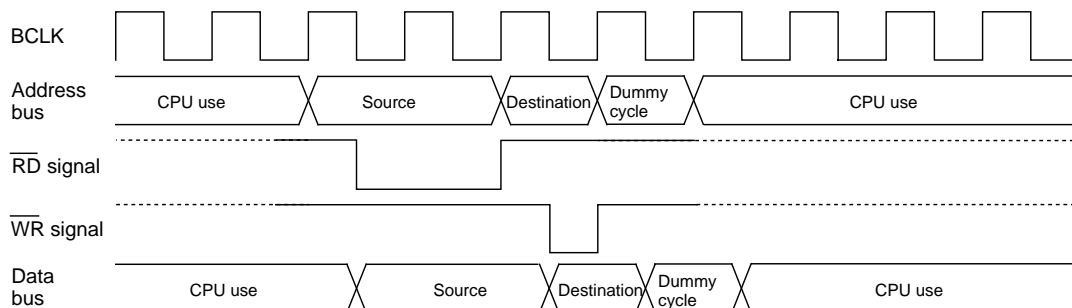 BCLK
Address
bus
CPU use
Source
Destination
Dummy
cycle
CPU use
RD signal
WR signal
Data
bus
CPU use
Source
Destination
Dummy
cycle
CPU use